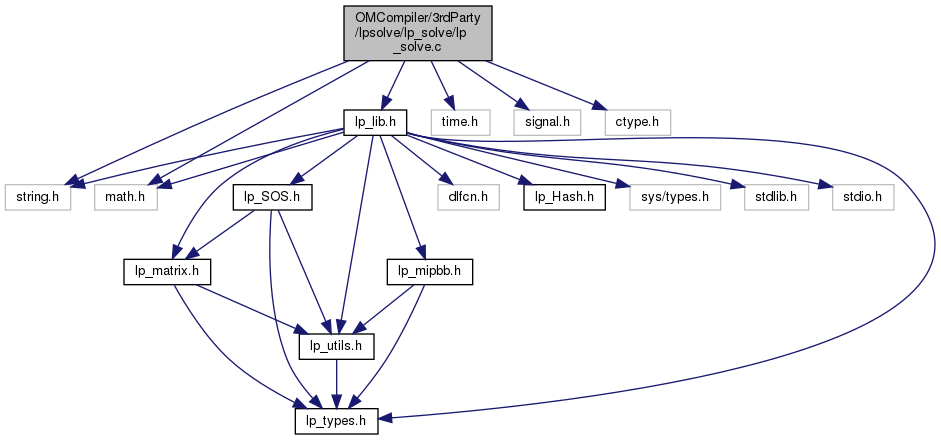 OMCompiler/3rdParty
/lpsolve/lp_solve/lp
_solve.c
lp_lib.h
time.h
signal.h
ctype.h
string.h
math.h
lp_SOS.h
dlfcn.h
lp_Hash.h
sys/types.h
stdlib.h
stdio.h
lp_matrix.h
lp_mipbb.h
lp_utils.h
lp_types.h